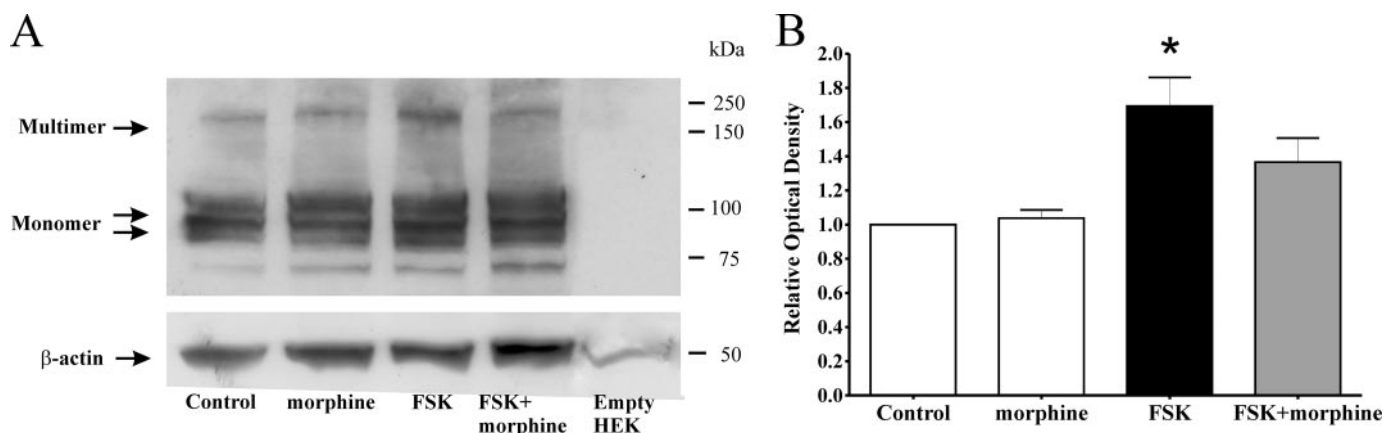 A
kDa
Multimer
250
150
Monomer
100
75
β-actin
50
Control
morphine
FSK
FSK+
morphine
Empty
HEK
B
Relative Optical Density
2.0
1.8
1.6
1.4
1.2
1.0
0.8
0.6
0.4
0.2
0.0
*
Control
morphine
FSK
FSK+morphine